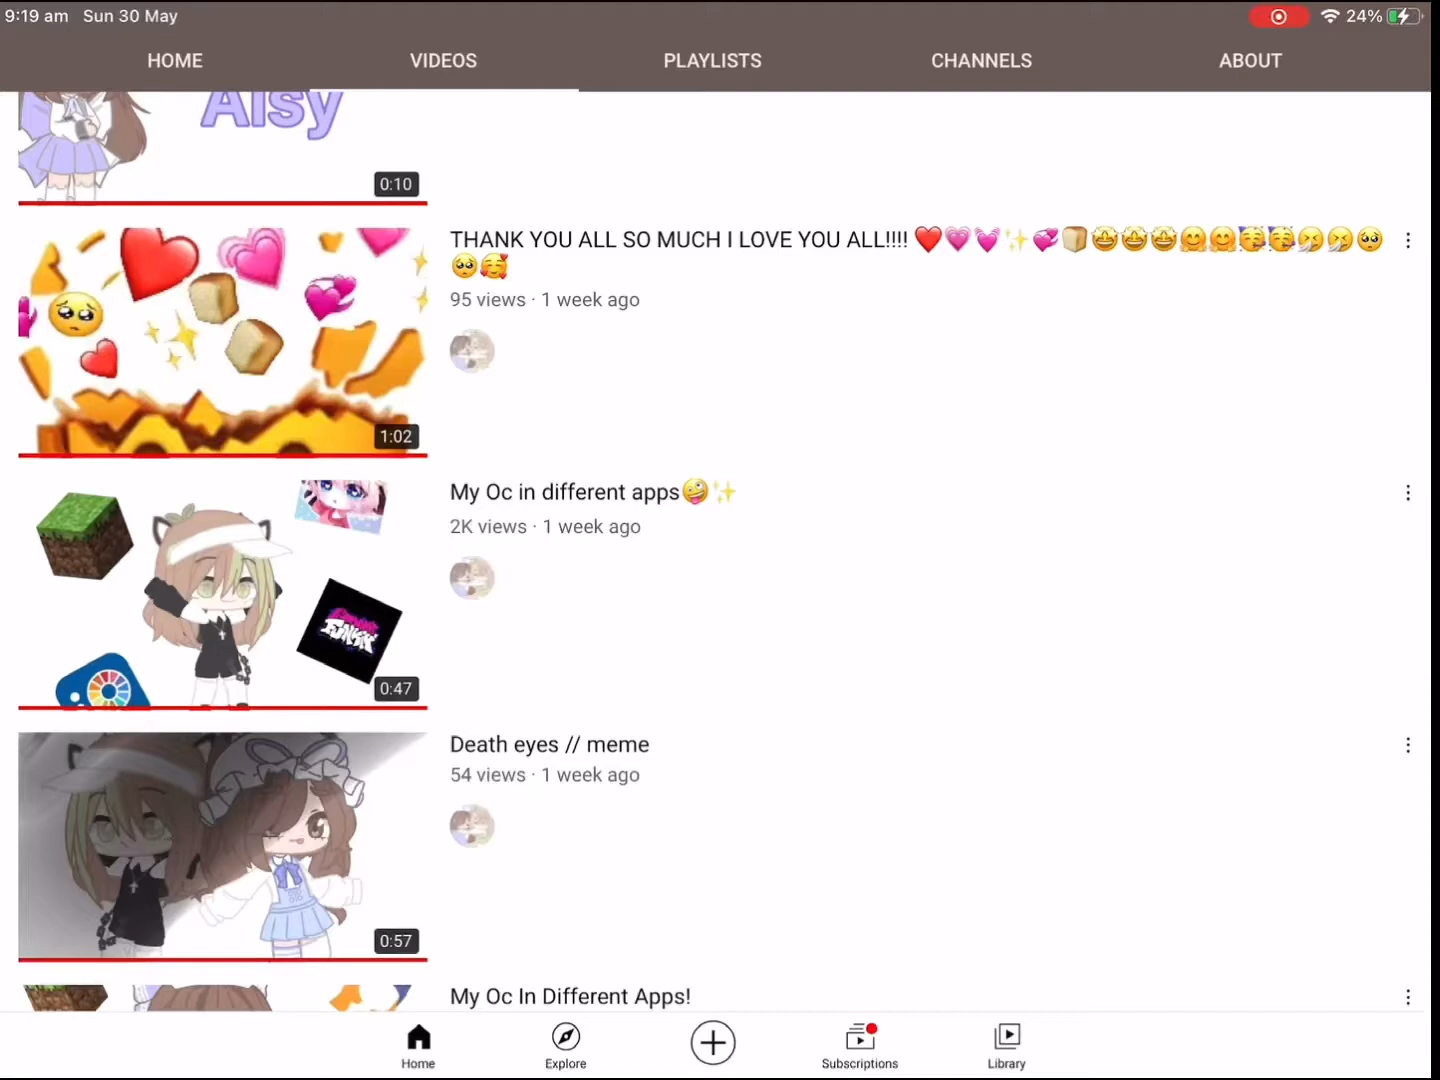 9:19 am Sun 30 May
24%
HOME VIDEOS PLAYLISTS CHANNELS ABOUT
Alsy
0:10
THANK YOU ALL SO MUCH I LOVE YOU ALL!!!! ❤️💗💓✨💞🍞🤩🤩🤩🤗🤗🥳🥳🤧🤧🥺
🥺🥰
95 views · 1 week ago
1:02
My Oc in different apps🤪✨
2K views · 1 week ago
FUNKIN
0:47
Death eyes // meme
54 views · 1 week ago
0:57
My Oc In Different Apps!
Home Explore Subscriptions Library